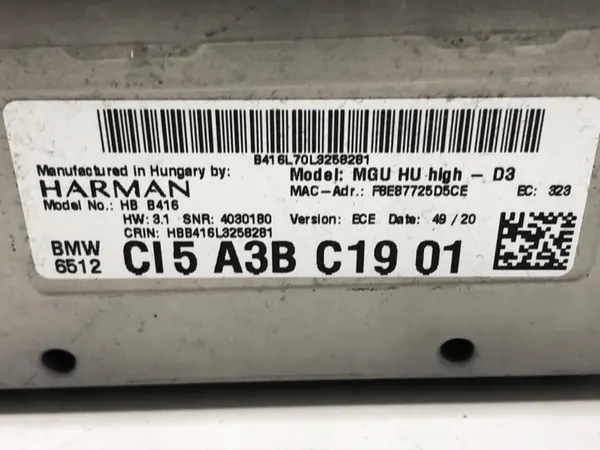 B416L70L3258281
Manufactured in Hungary by:
HARMAN
Model No.: HB B416
Model: MGU HU high - D3
MAC-Adr.: F8E87725D5CE EC: 323
HW: 3.1 SNR: 4030180 Version: ECE Date: 49/20
CRIN: HBB416L3258281
BMW
6512
CI5 A3B C19 01